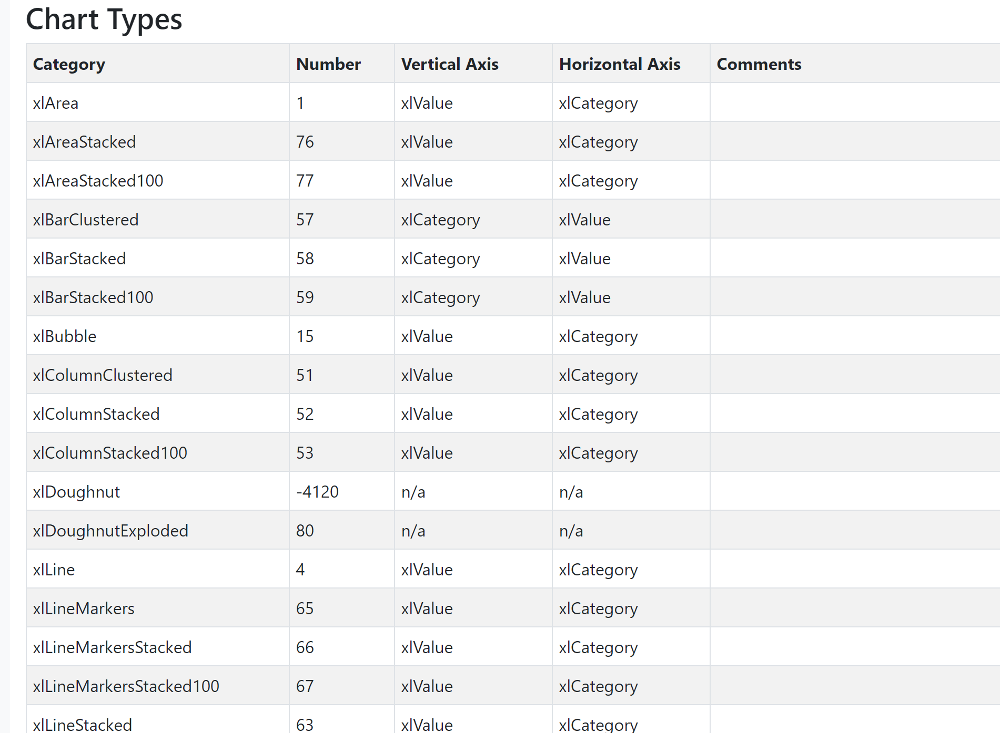 Chart Types
Category Number Vertical Axis Horizontal Axis Comments
xlArea 1 xlValue xlCategory
xlAreaStacked 76 xlValue xlCategory
xlAreaStacked100 77 xlValue xlCategory
xlBarClustered 57 xlCategory xlValue
xlBarStacked 58 xlCategory xlValue
xlBarStacked100 59 xlCategory xlValue
xlBubble 15 xlValue xlCategory
xlColumnClustered 51 xlValue xlCategory
xlColumnStacked 52 xlValue xlCategory
xlColumnStacked100 53 xlValue xlCategory
xlDoughnut -4120 n/a n/a
xlDoughnutExploded 80 n/a n/a
xlLine 4 xlValue xlCategory
xlLineMarkers 65 xlValue xlCategory
xlLineMarkersStacked 66 xlValue xlCategory
xlLineMarkersStacked100 67 xlValue xlCategory
xlLineStacked 63 xlValue xlCategory